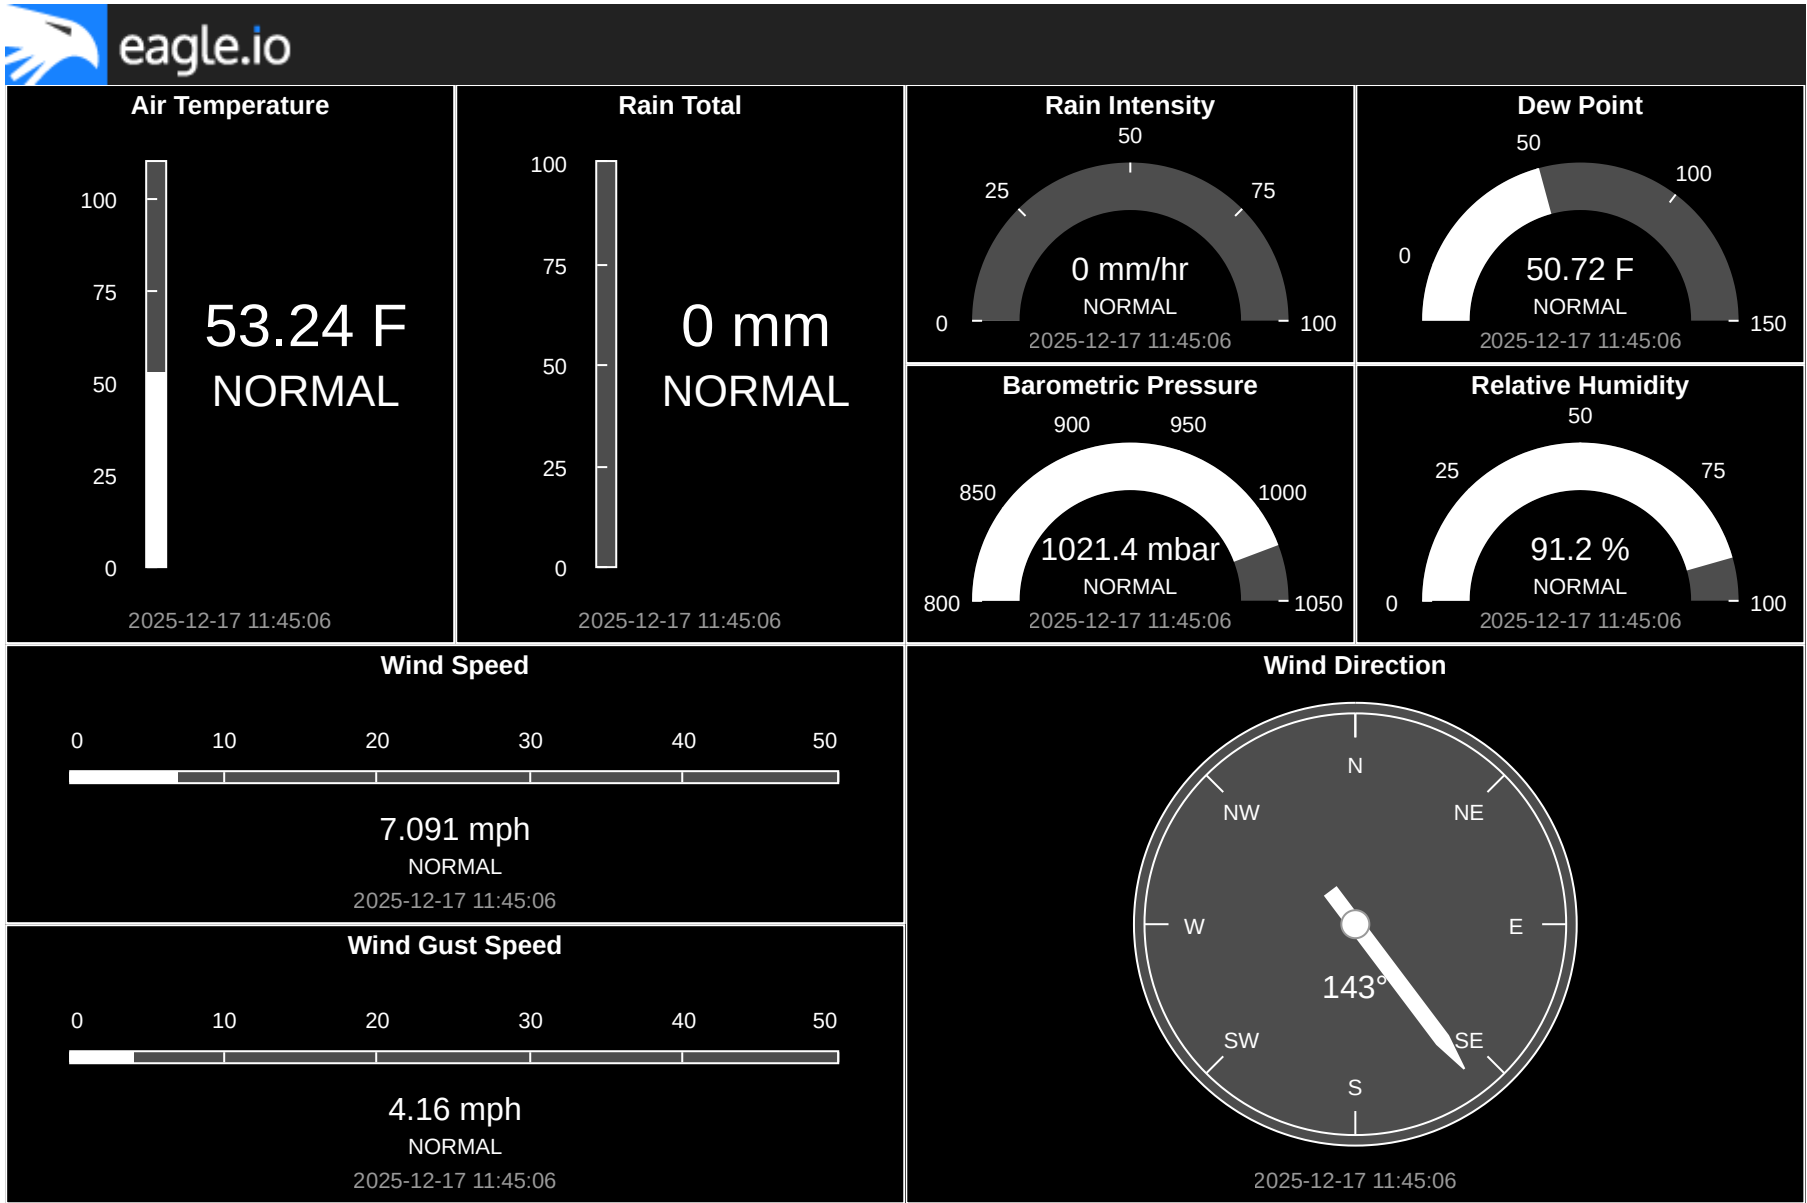 eagle.io
Air Temperature
100
75
50
25
0
53.24 F
NORMAL
2025-12-17 11:45:06
Rain Total
100
75
50
25
0
0 mm
NORMAL
2025-12-17 11:45:06
Rain Intensity
50
25
75
0
100
0 mm/hr
NORMAL
2025-12-17 11:45:06
Dew Point
50
100
0
150
50.72 F
NORMAL
2025-12-17 11:45:06
Barometric Pressure
900
950
850
1000
800
1050
1021.4 mbar
NORMAL
2025-12-17 11:45:06
Relative Humidity
50
25
75
0
100
91.2 %
NORMAL
2025-12-17 11:45:06
Wind Speed
0 10 20 30 40 50
7.091 mph
NORMAL
2025-12-17 11:45:06
Wind Gust Speed
0 10 20 30 40 50
4.16 mph
NORMAL
2025-12-17 11:45:06
Wind Direction
N
NW NE
W E
143°
SW SE
S
2025-12-17 11:45:06